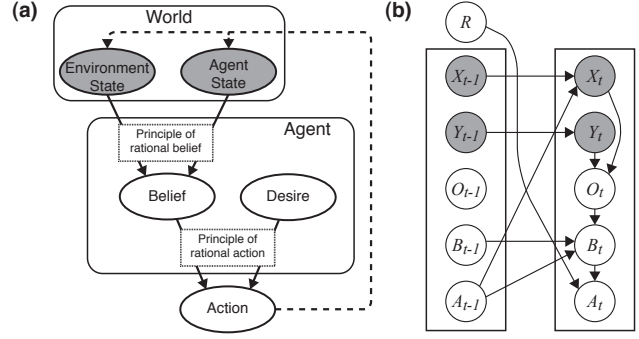 (a)
World
Environment
State
Agent
State
Principle of
rational belief
Agent
Belief
Desire
Principle of
rational action
Action
(b)
R
Xt-1
Xt
Yt-1
Yt
Ot-1
Ot
Bt-1
Bt
At-1
At